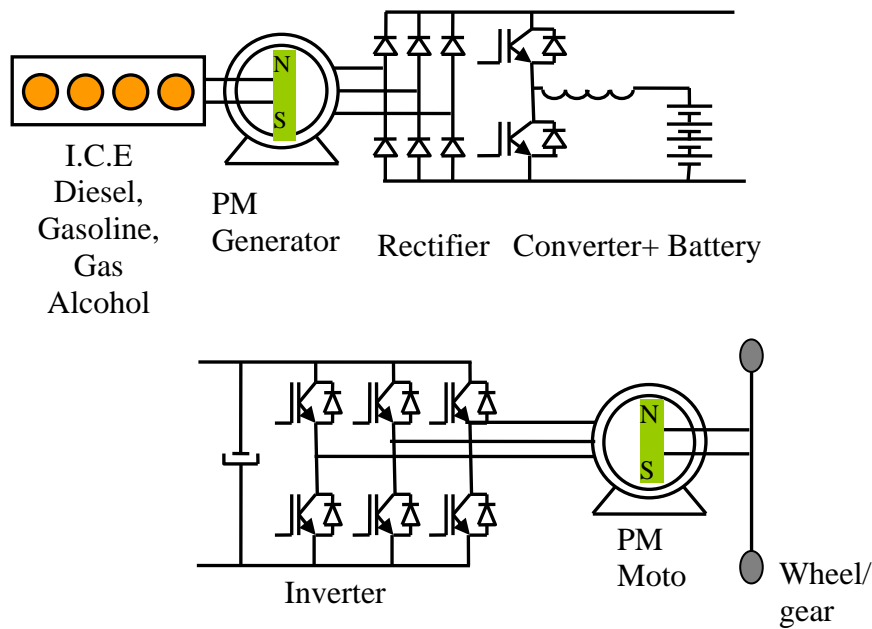 N
S
I.C.E
Diesel,
Gasoline,
Gas
Alcohol
PM
Generator
Rectifier
Converter+ Battery
N
S
PM
Moto
Inverter
Wheel/
gear